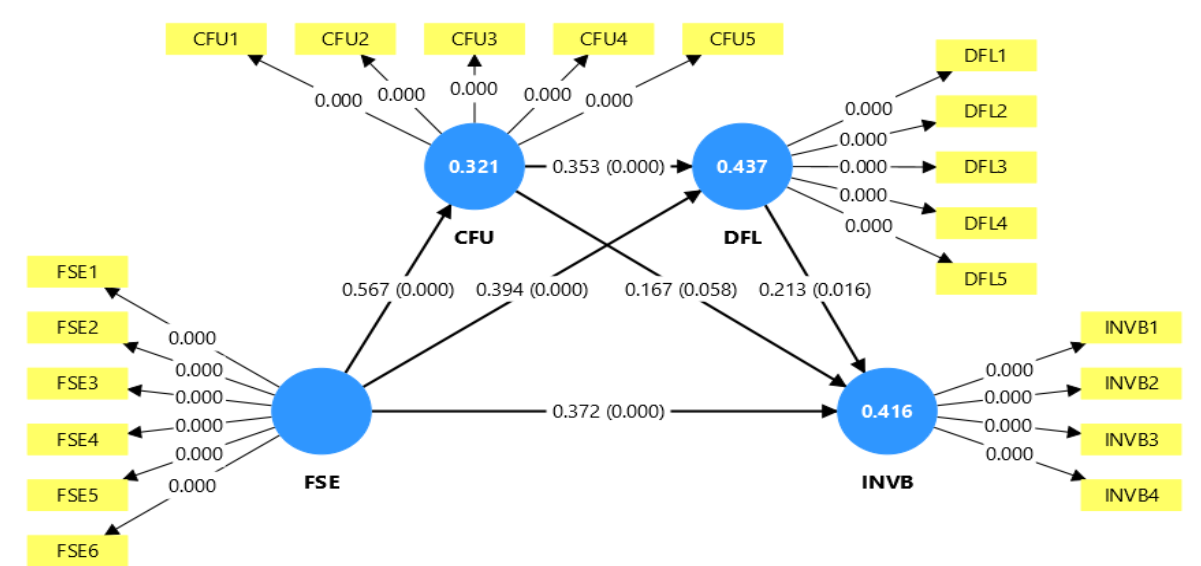 CFU1 CFU2 CFU3 CFU4 CFU5
0.000 0.000 0.000 0.000 0.000
DFL1
DFL2
DFL3
DFL4
DFL5
0.000
0.000
0.000
0.000
0.000
0.321 0.353 (0.000) 0.437
CFU DFL
0.567 (0.000) 0.394 (0.000) 0.167 (0.058) 0.213 (0.016)
FSE1
FSE2
FSE3
FSE4
FSE5
FSE6
0.000
0.000
0.000
0.000
0.000
0.000
0.372 (0.000) 0.416
FSE INVB
0.000
0.000
0.000
0.000
INVB1
INVB2
INVB3
INVB4